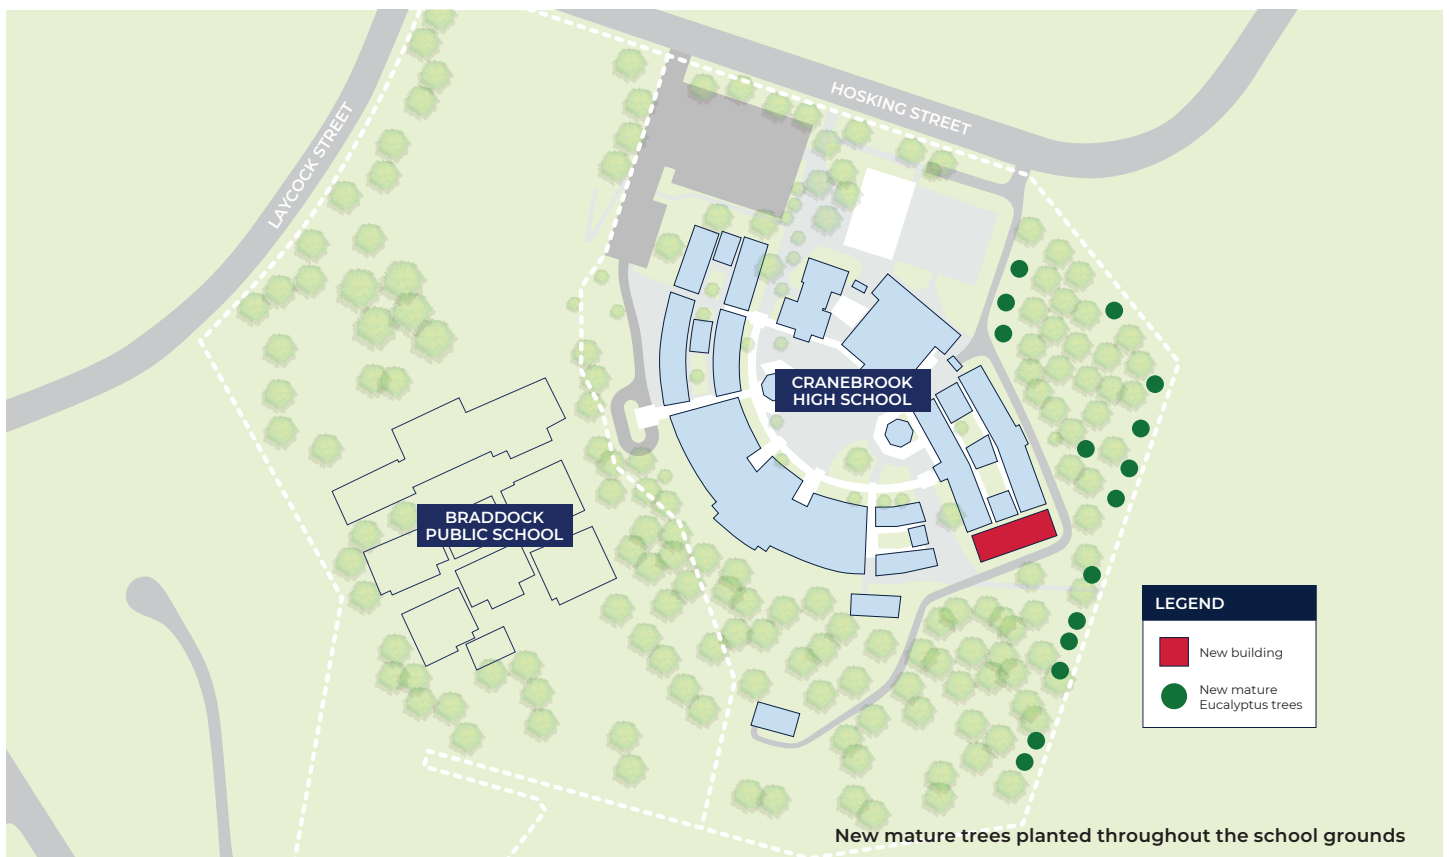 HOSKING STREET
LAYCOCK STREET
CRANEBROOK
HIGH SCHOOL
BRADDOCK
PUBLIC SCHOOL
LEGEND
New building
New mature
Eucalyptus trees
New mature trees planted throughout the school grounds